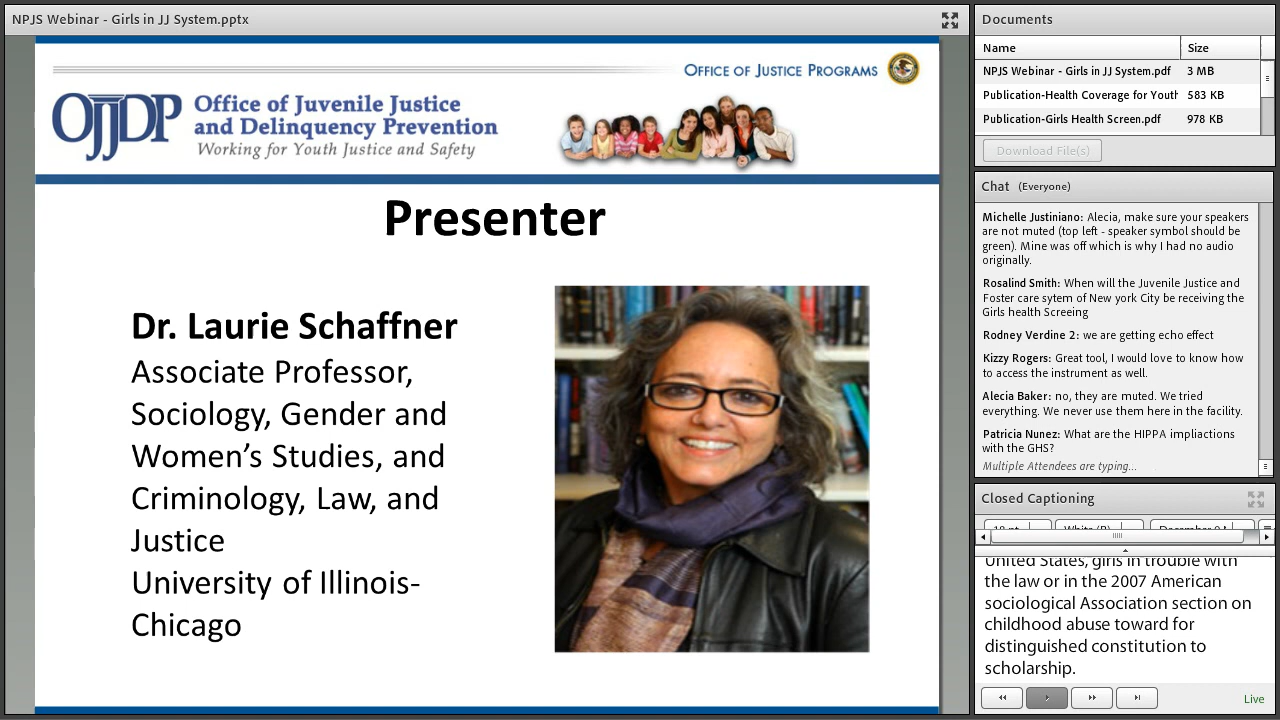 NPJS Webinar - Girls in JJ System.pptx
OFFICE OF JUSTICE PROGRAMS
OJJDP
Office of Juvenile Justice
and Delinquency Prevention
Working for Youth Justice and Safety
Presenter
Dr. Laurie Schaffner
Associate Professor,
Sociology, Gender and
Women’s Studies, and
Criminology, Law, and
Justice
University of Illinois-
Chicago
Documents
Name Size
NPJS Webinar - Girls in JJ System.pdf 3 MB
Publication-Health Coverage for Youth 583 KB
Publication-Girls Health Screen.pdf 978 KB
Download File(s)
Chat (Everyone)
Michelle Justiniano: Alecia, make sure your speakers
are not muted (top left - speaker symbol should be
green). Mine was off which is why I had no audio
originally.
Rosalind Smith: When will the Juvenile Justice and
Foster care sytem of New york City be receiving the
Girls health Screeing
Rodney Verdine 2: we are getting echo effect
Kizzy Rogers: Great tool, I would love to know how
to access the instrument as well.
Alecia Baker: no, they are muted. We tried
everything. We never use them here in the facility.
Patricia Nunez: What are the HIPPA impliactions
with the GHS?
Multiple Attendees are typing...
Closed Captioning
United States, girls in trouble with
the law or in the 2007 American
sociological Association section on
childhood abuse toward for
distinguished constitution to
scholarship.
Live